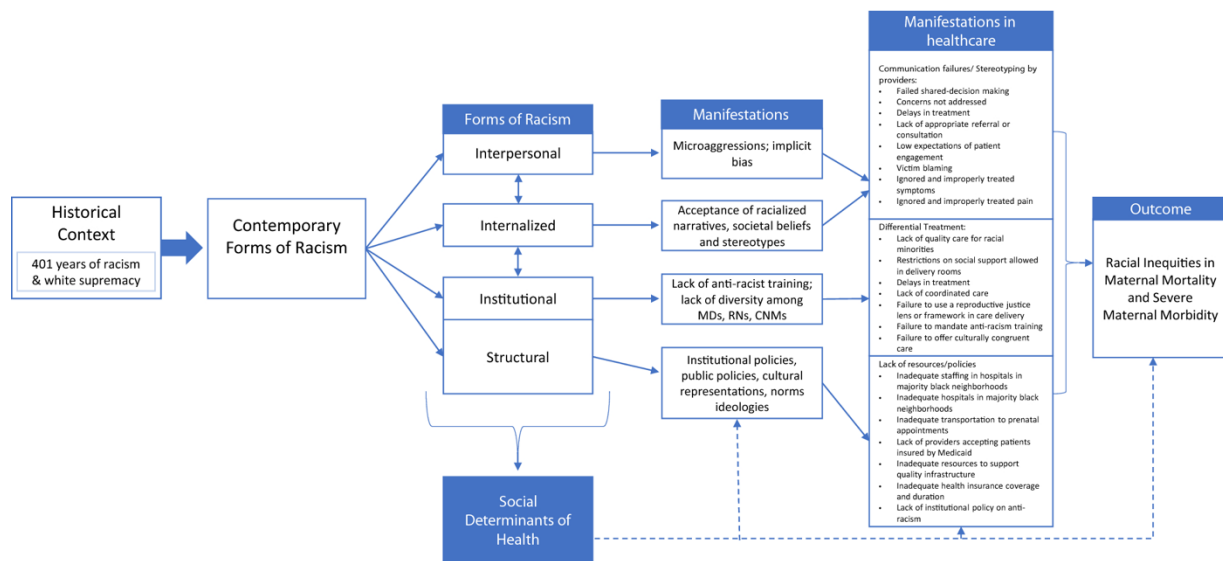 Historical
Context
401 years of racism
& white supremacy
Contemporary
Forms of Racism
Forms of Racism
Interpersonal
Internalized
Institutional
Structural
Social
Determinants of
Health
Manifestations
Microaggressions; implicit
bias
Acceptance of racialized
narratives, societal beliefs
and stereotypes
Lack of anti-racist training;
lack of diversity among
MDs, RNs, CNMs
Institutional policies,
public policies, cultural
representations, norms
ideologies
Manifestations in
healthcare
Communication failures/ Stereotyping by
providers:
• Failed shared-decision making
• Concerns not addressed
• Delays in treatment
• Lack of appropriate referral or
consultation
• Low expectations of patient
engagement
• Victim blaming
• Ignored and improperly treated
symptoms
• Ignored and improperly treated pain
Differential Treatment:
• Lack of quality care for racial
minorities
• Restrictions on social support allowed
in delivery rooms
• Delays in treatment
• Lack of coordinated care
• Failure to use a reproductive justice
lens or framework in care delivery
• Failure to mandate anti-racism training
• Failure to offer culturally congruent
care
Lack of resources/policies
• Inadequate staffing in hospitals in
majority black neighborhoods
• Inadequate hospitals in majority black
neighborhoods
• Inadequate transportation to prenatal
appointments
• Lack of providers accepting patients
insured by Medicaid
• Inadequate resources to support
quality infrastructure
• Inadequate health insurance coverage
and duration
• Lack of institutional policy on anti-
racism
Outcome
Racial Inequities in
Maternal Mortality
and Severe
Maternal Morbidity